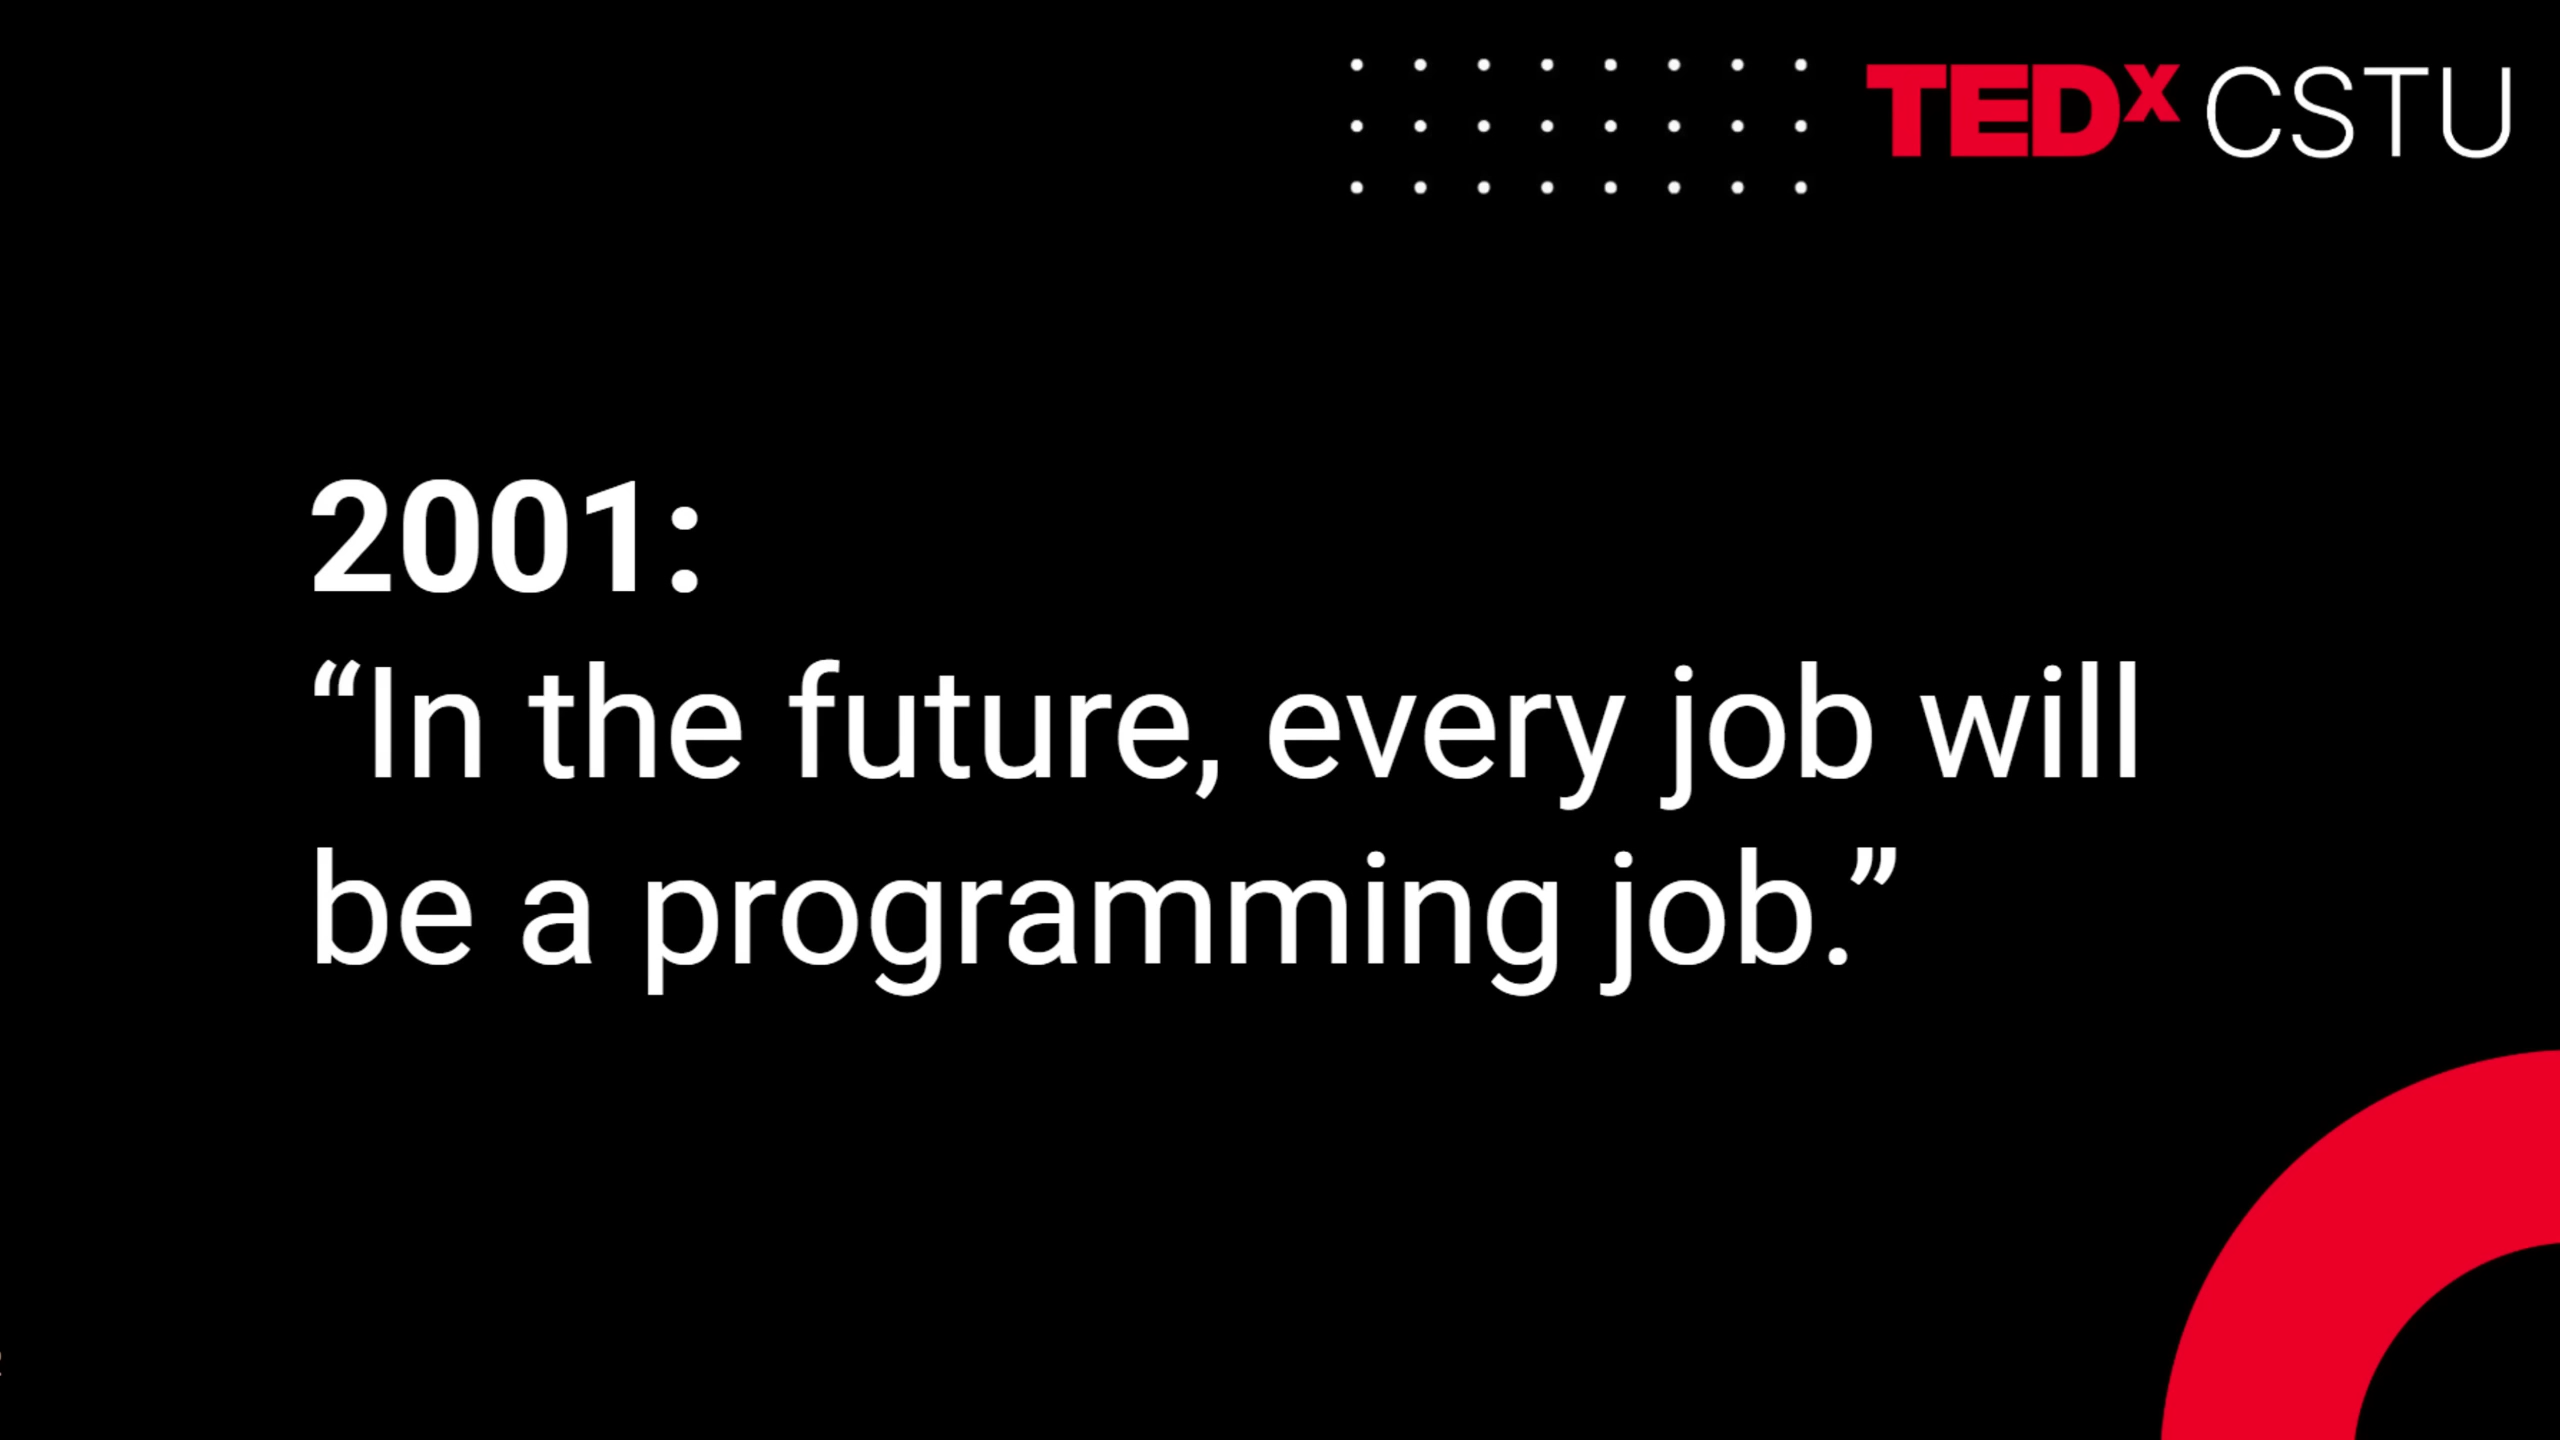 TEDx CSTU
2001:
“In the future, every job will
be a programming job.”